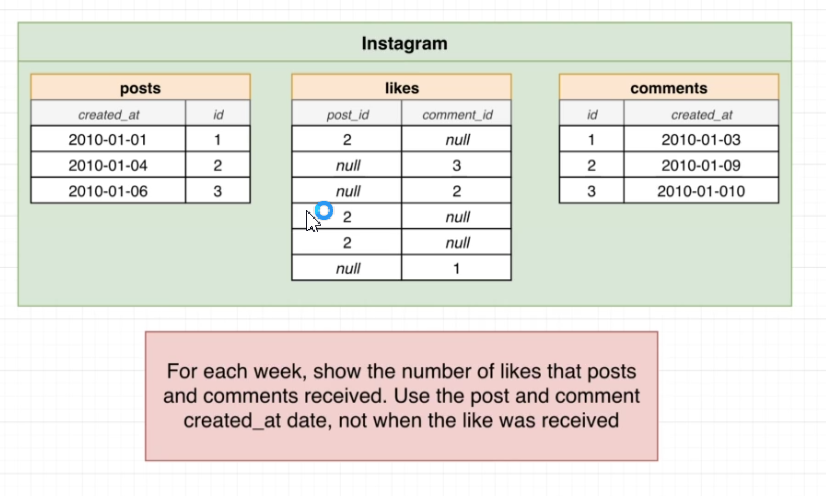 Instagram
posts
created_at id
2010-01-01 1
2010-01-04 2
2010-01-06 3
likes
post_id comment_id
2 null
null 3
null 2
2 null
2 null
null 1
comments
id created_at
1 2010-01-03
2 2010-01-09
3 2010-01-010
For each week, show the number of likes that posts
and comments received. Use the post and comment
created_at date, not when the like was received